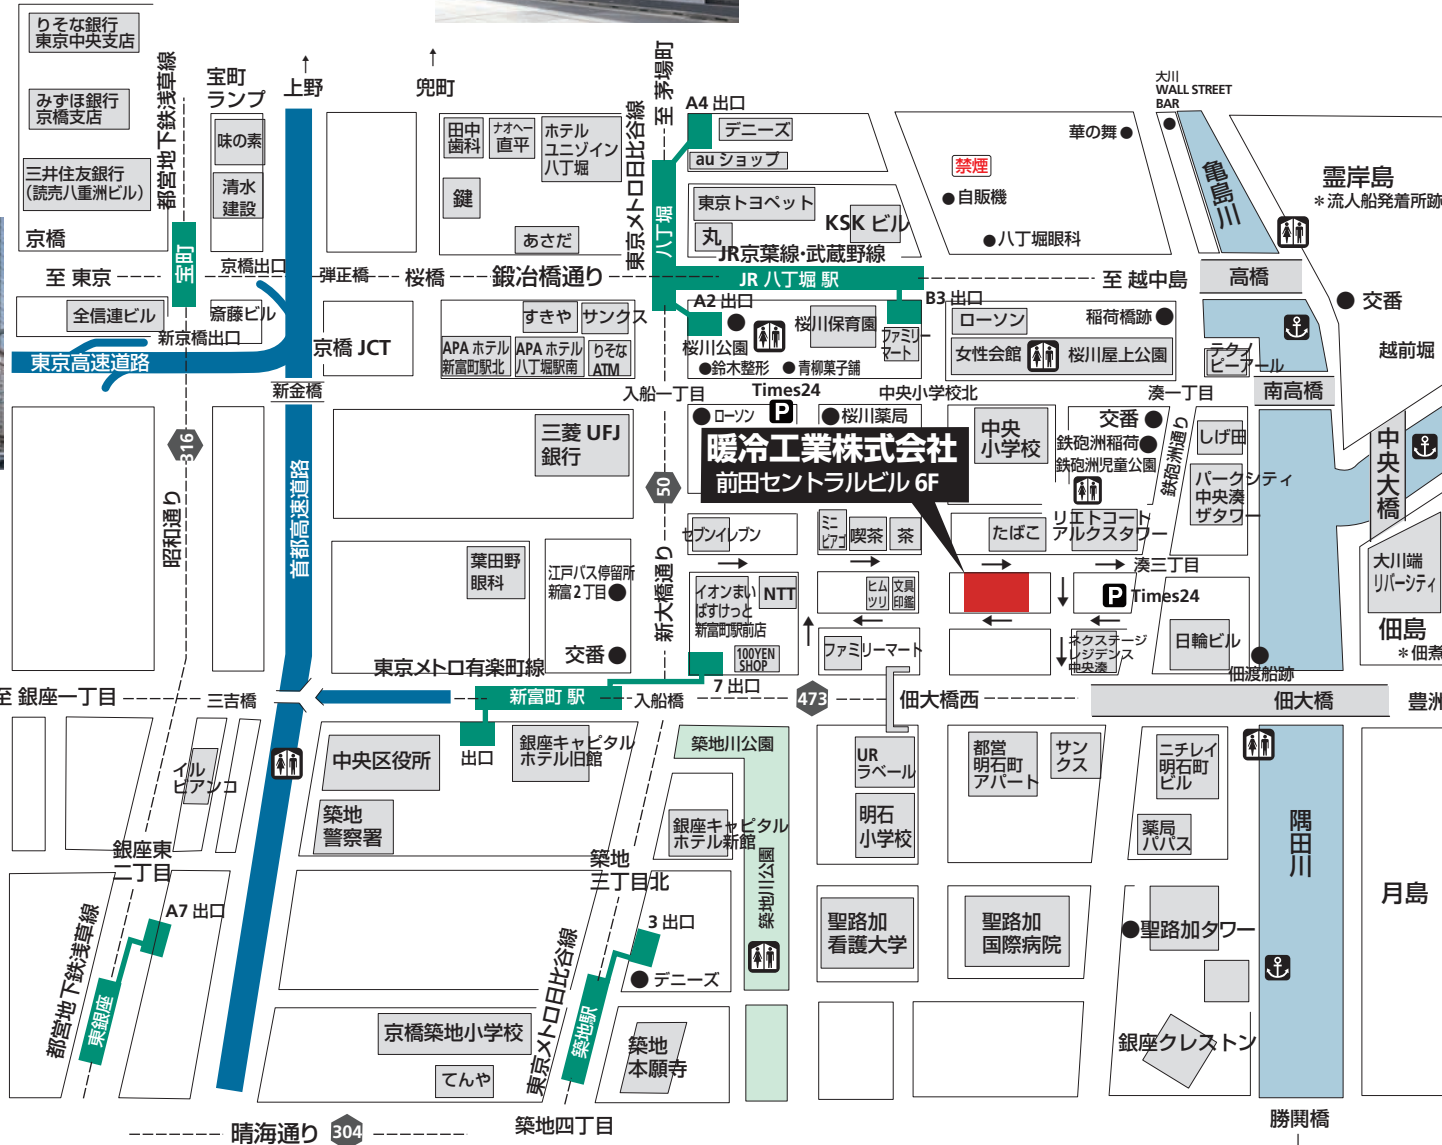 りそな銀行
東京中央支店
みずほ銀行
京橋支店
三井住友銀行
（読売八重洲ビル）
京橋
都営地下鉄浅草線
宝町
ランプ
味の素
清水
建設
上野
兜町
田中
歯科
ナオヘー
直平
ホテル
ユニゾイン
八丁堀
鍵
あさだ
至 茅場町
東京メトロ日比谷線
A4 出口
デニーズ
au ショップ
東京トヨペット
丸
KSK ビル
八丁堀
華の舞
禁煙
自販機
八丁堀眼科
大川
WALL STREET
BAR
亀島川
霊岸島
＊流人船発着所跡
至 東京
宝町
京橋出口
弾正橋
桜橋
鍛冶橋通り
JR京葉線・武蔵野線
JR 八丁堀 駅
至 越中島
高橋
全信連ビル
斎藤ビル
新京橋出口
東京高速道路
京橋 JCT
すきや
サンクス
APA ホテル
新富町駅北
APA ホテル
八丁堀駅南
りそな
ATM
A2 出口
桜川公園
鈴木整形
桜川保育園
青柳菓子舗
B3 出口
ファミリー
マート
ローソン
稲荷橋跡
女性会館
桜川屋上公園
テクノ
ピーアール
交番
越前堀
新金橋
入船一丁目
Times24
P
中央小学校北
湊一丁目
南高橋
316
昭和通り
首都高速道路
三菱 UFJ
銀行
50
ローソン
桜川薬局
暖冷工業株式会社
前田セントラルビル 6F
中央
小学校
交番
鉄砲洲稲荷
鉄砲洲児童公園
鉄砲洲通り
しげ田
パークシティ
中央湊
ザタワー
中央大橋
セブンイレブン
ミニ
ピアゴ
喫茶
茶
たばこ
リエトコート
アルクスタワー
湊三丁目
葉田野
眼科
江戸バス停留所
新富2丁目
交番
新大橋通り
イオンまい
ばすけっと
新富町駅前店
NTT
100YEN
SHOP
ヒム
ツリ
文具
印鑑
ファミリーマート
P
Times24
ネクステージ
レジデンス
中央湊
日輪ビル
佃渡船跡
大川端
リバーシティ
佃島
＊佃煮
至 銀座一丁目
三吉橋
東京メトロ有楽町線
新富町 駅
入船橋
7 出口
473
佃大橋西
佃大橋
豊洲
イル
ピアンコ
中央区役所
出口
銀座キャピタル
ホテル旧館
築地
警察署
築地川公園
銀座キャピタル
ホテル新館
UR
ラベール
明石
小学校
都営
明石町
アパート
サン
クス
ニチレイ
明石町
ビル
薬局
パパス
隅田川
月島
銀座東
二丁目
A7 出口
都営地下鉄浅草線
東銀座
築地
三丁目北
3 出口
デニーズ
東京メトロ日比谷線
築地駅
築地川公園
聖路加
看護大学
聖路加
国際病院
聖路加タワー
京橋築地小学校
てんや
築地
本願寺
銀座クレストン
晴海通り
304
築地四丁目
勝鬨橋